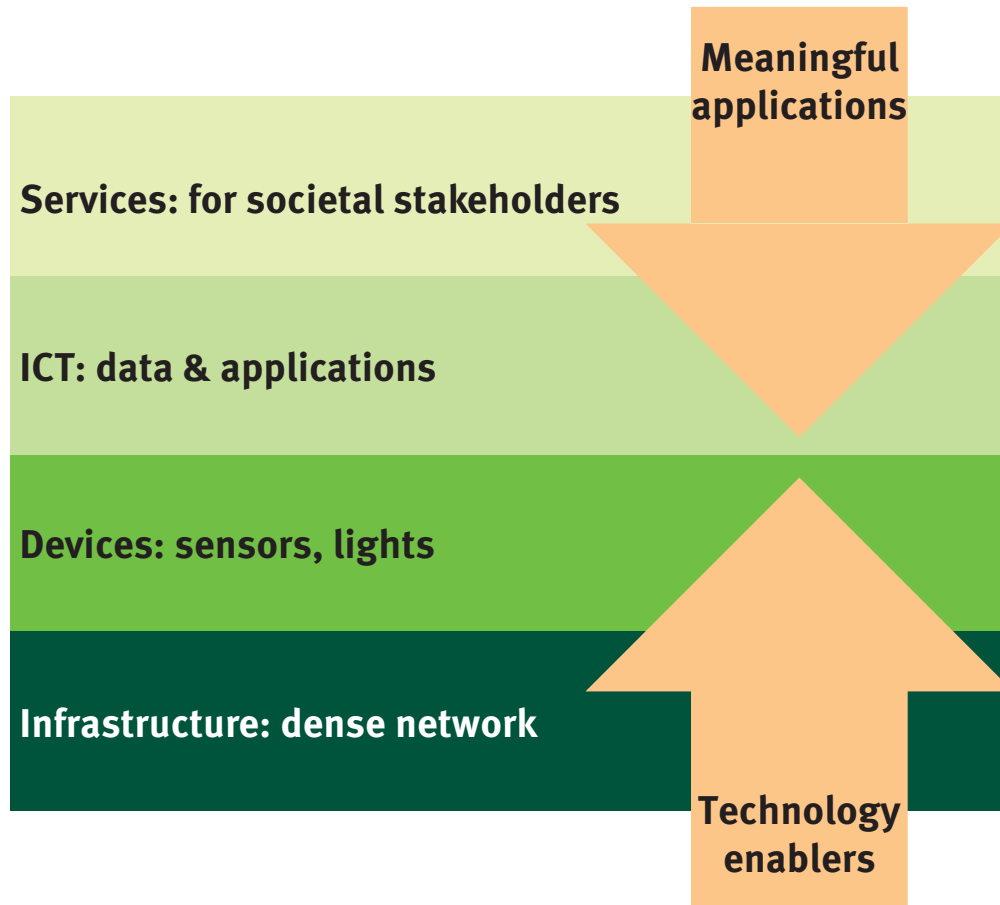 Meaningful
applications
Services: for societal stakeholders
ICT: data & applications
Devices: sensors, lights
Infrastructure: dense network
Technology
enablers